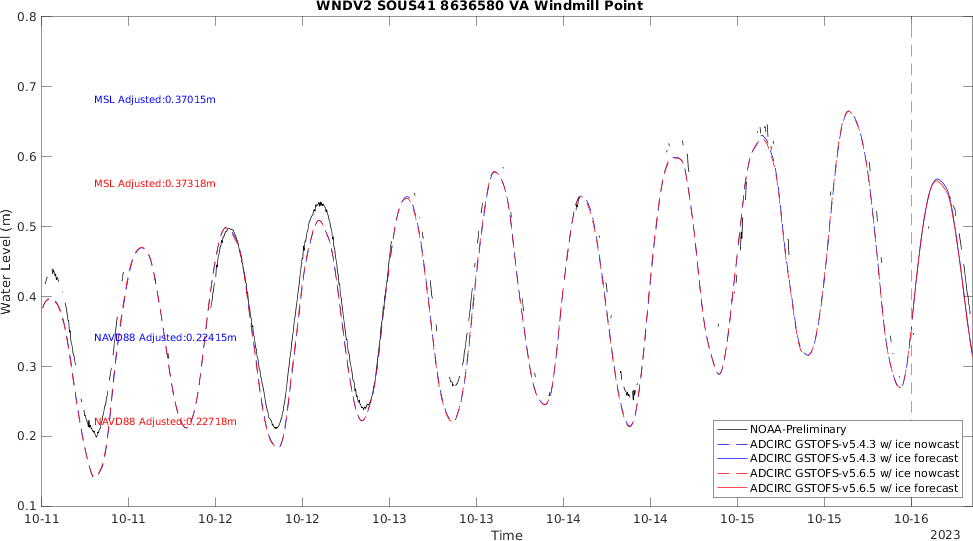 WNDV2 SOUS41 8636580 VA Windmill Point
0.8
0.7
0.6
0.5
0.4
0.3
0.2
0.1
Water Level (m)
MSL Adjusted:0.37015m
MSL Adjusted:0.37318m
NAVD88 Adjusted:0.22415m
NAVD88 Adjusted:0.22718m
NOAA-Preliminary
ADCIRC GSTOFS-v5.4.3 w/ ice nowcast
ADCIRC GSTOFS-v5.4.3 w/ ice forecast
ADCIRC GSTOFS-v5.6.5 w/ ice nowcast
ADCIRC GSTOFS-v5.6.5 w/ ice forecast
10-11 10-11 10-12 10-12 10-13 10-13 10-14 10-14 10-15 10-15 10-16
Time
2023